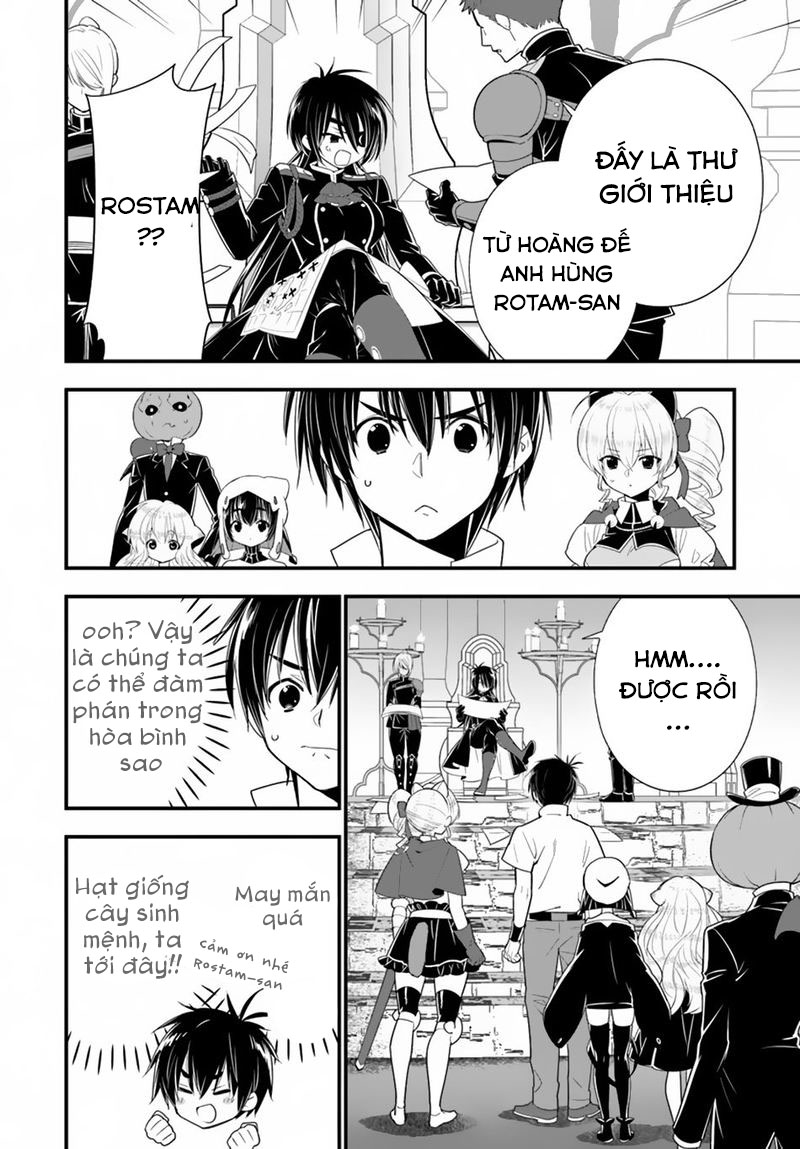 ĐẤY LÀ THƯ
GIỚI THIỆU
TỪ HOÀNG ĐẾ
ANH HÙNG
ROTAM-SAN
ROSTAM
??
HMM....
ĐƯỢC RỒI
...
ooh? Vậy
là chúng ta
có thể đàm
phán trong
hòa bình
sao
Hạt giống
cây sinh
mệnh, ta
tới đây!!
May mắn
quá
cảm ơn nhé
Rostam-san